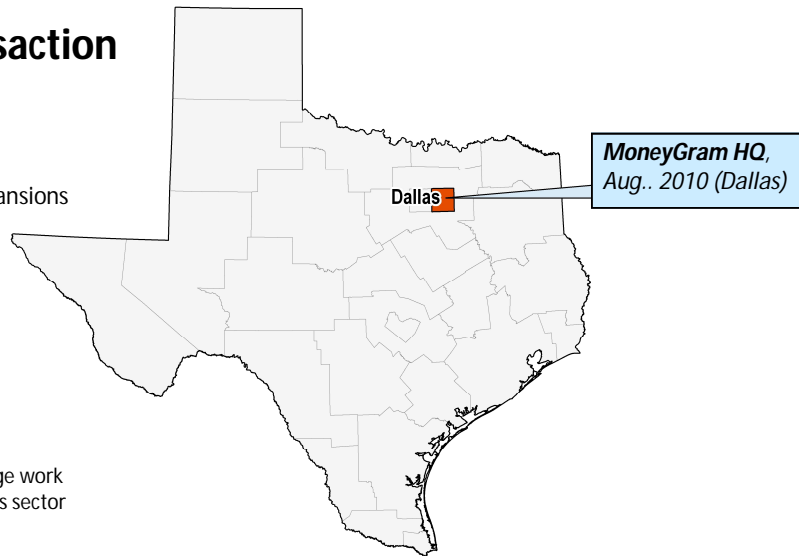 saction
ansions
Dallas
MoneyGram HQ,
Aug.. 2010 (Dallas)
ge work
s sector